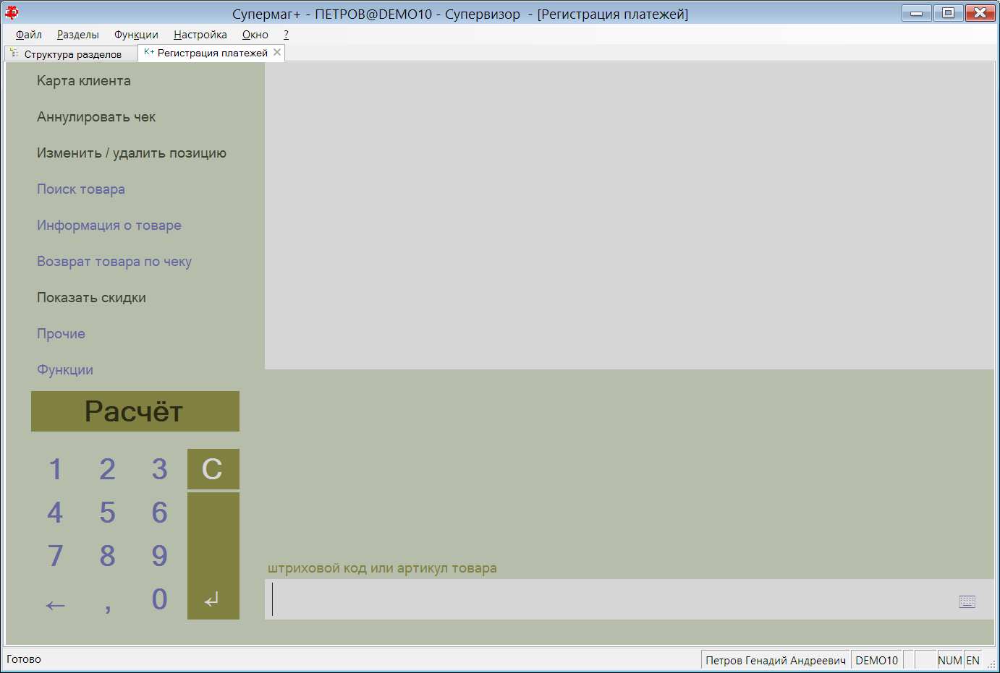 Супермаг+ - ПЕТРОВ@DEMO10 - Супервизор - [Регистрация платежей]
Файл Разделы Функции Настройка Окно ?
Структура разделов К+ Регистрация платежей
Карта клиента
Аннулировать чек
Изменить / удалить позицию
Поиск товара
Информация о товаре
Возврат товара по чеку
Показать скидки
Прочие
Функции
Расчёт
1 2 3 C
4 5 6
7 8 9
← , 0 ↵
штриховой код или артикул товара
Готово Петров Генадий Андреевич DEMO10 NUM EN